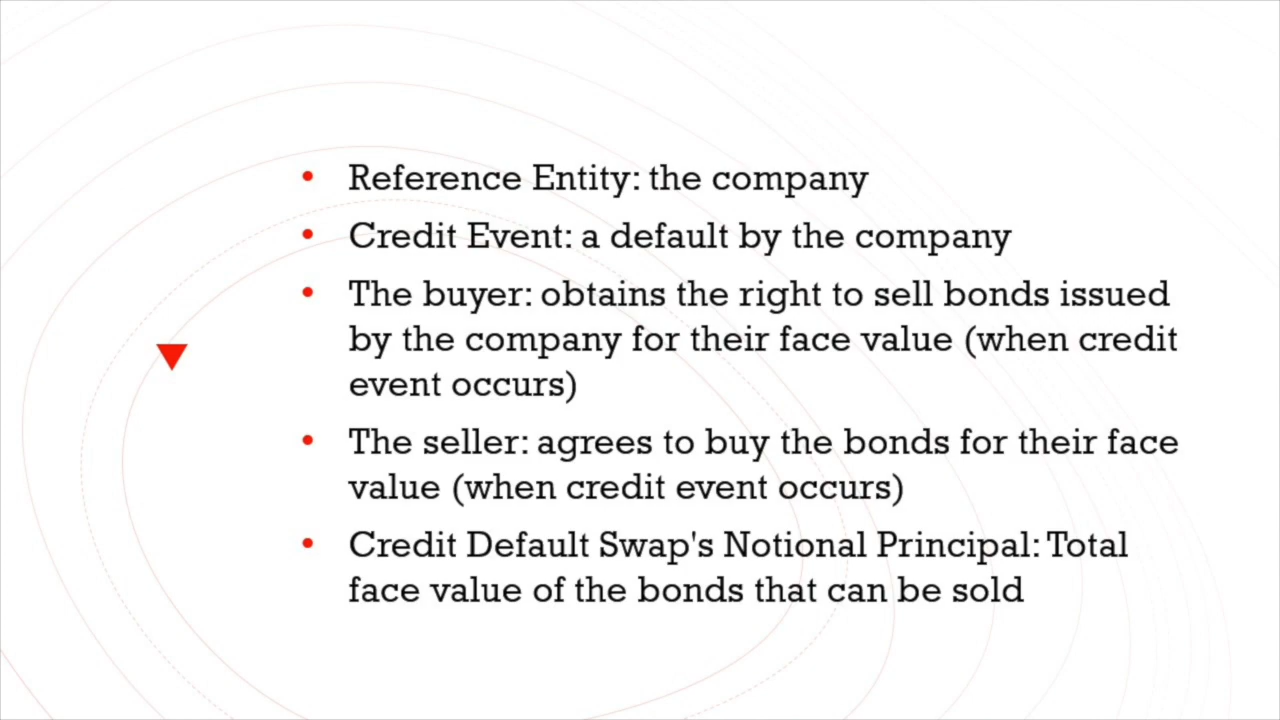 • Reference Entity: the company
• Credit Event: a default by the company
• The buyer: obtains the right to sell bonds issued
by the company for their face value (when credit
event occurs)
• The seller: agrees to buy the bonds for their face
value (when credit event occurs)
• Credit Default Swap's Notional Principal: Total
face value of the bonds that can be sold